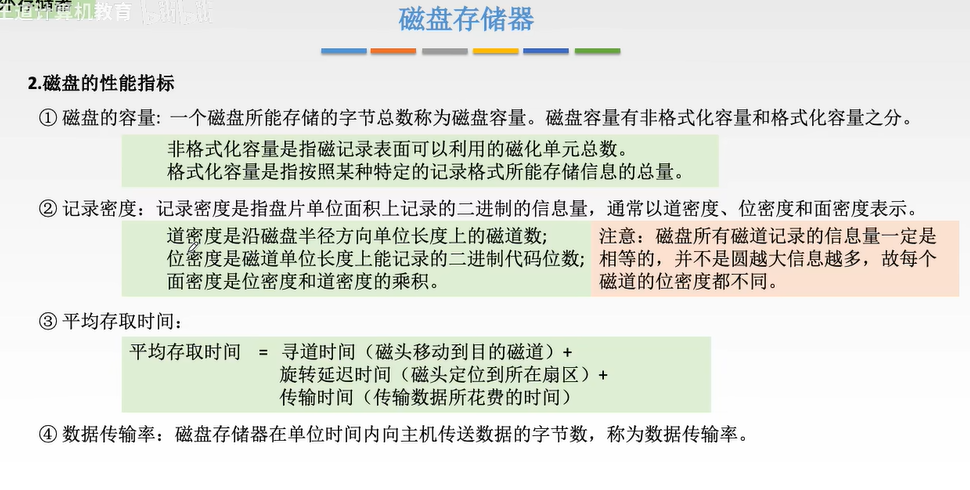 王道计算机教育
磁盘存储器
2.磁盘的性能指标
① 磁盘的容量: 一个磁盘所能存储的字节总数称为磁盘容量。磁盘容量有非格式化容量和格式化容量之分。
非格式化容量是指磁记录表面可以利用的磁化单元总数。
格式化容量是指按照某种特定的记录格式所能存储信息的总量。
② 记录密度：记录密度是指盘片单位面积上记录的二进制的信息量，通常以道密度、位密度和面密度表示。
道密度是沿磁盘半径方向单位长度上的磁道数;
位密度是磁道单位长度上能记录的二进制代码位数;
面密度是位密度和道密度的乘积。
注意：磁盘所有磁道记录的信息量一定是
相等的，并不是圆越大信息越多，故每个
磁道的位密度都不同。
③ 平均存取时间：
平均存取时间 = 寻道时间（磁头移动到目的磁道）+
旋转延迟时间（磁头定位到所在扇区）+
传输时间（传输数据所花费的时间）
④ 数据传输率：磁盘存储器在单位时间内向主机传送数据的字节数，称为数据传输率。